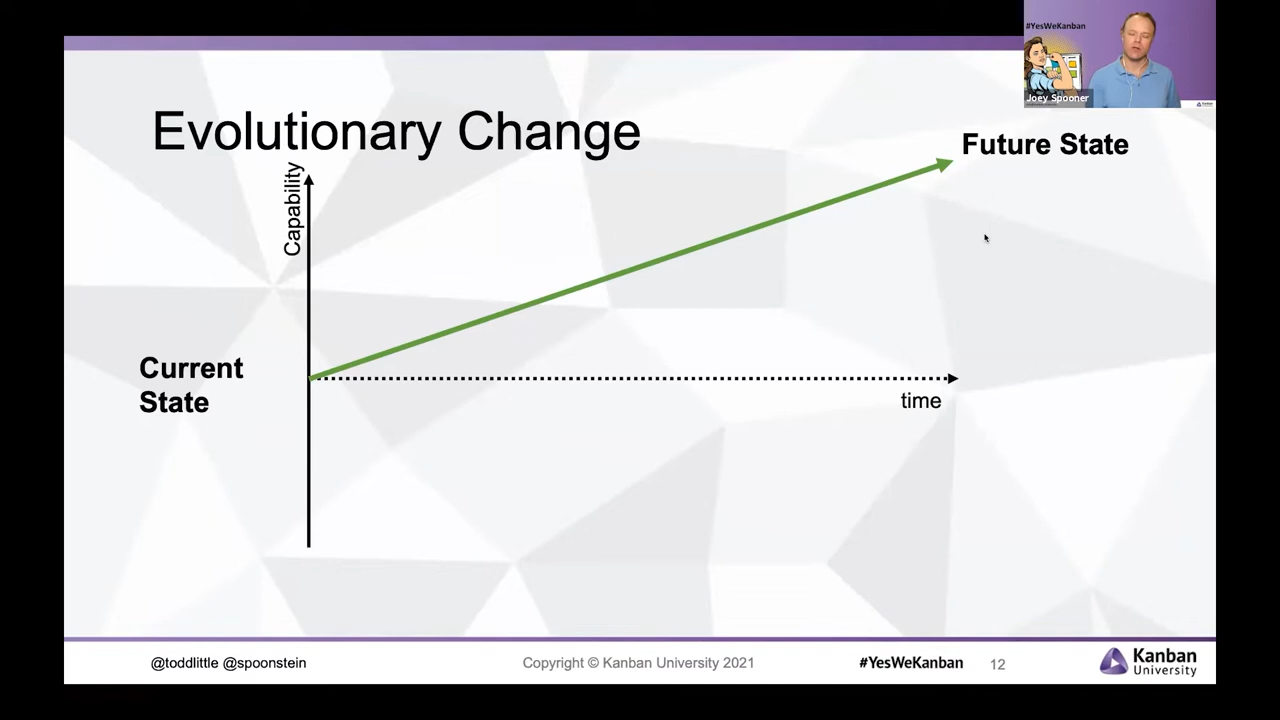 #YesWeKanban
Joey Spooner
Evolutionary Change
Future State
Capability
Current
State
time
@toddlittle @spoonstein
Copyright © Kanban University 2021
#YesWeKanban
12
Kanban
University